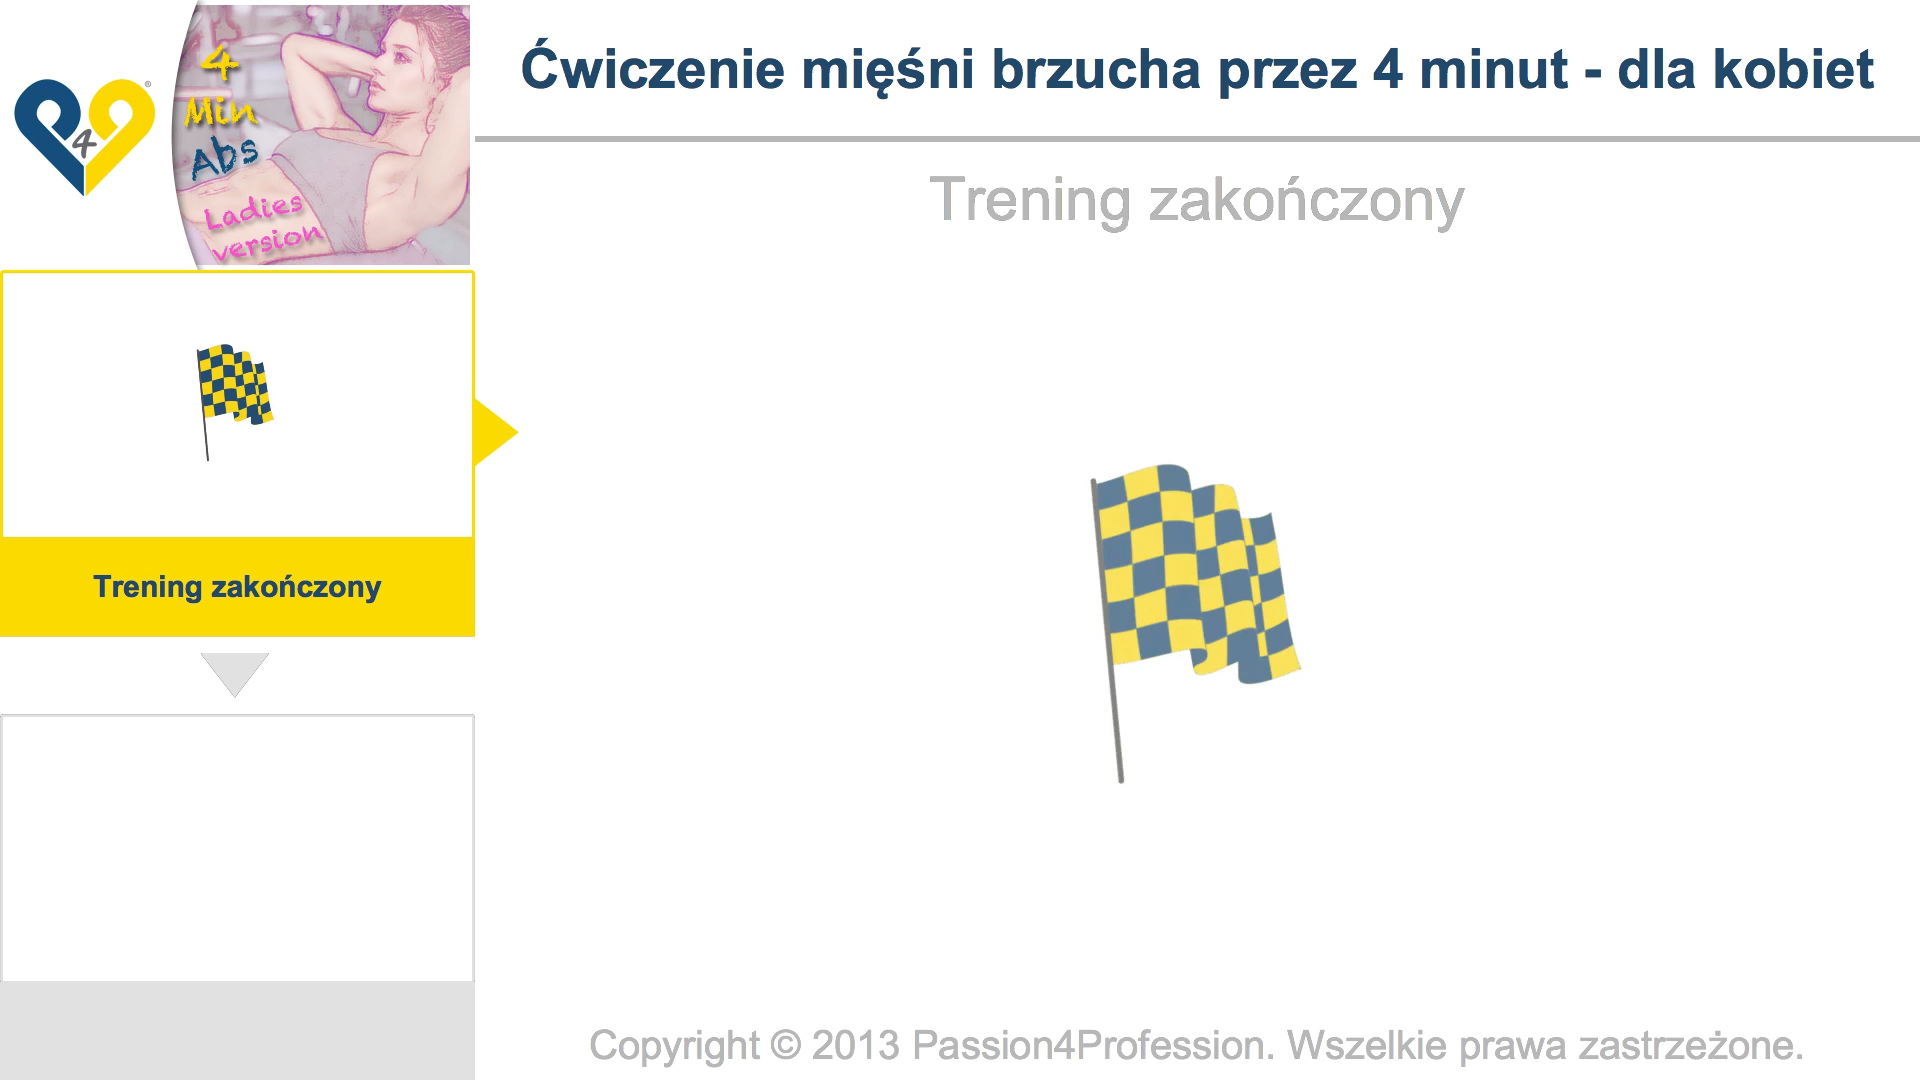 4
®
4
Min
Abs
Ladies
version
Ćwiczenie mięśni brzucha przez 4 minut - dla kobiet
Trening zakończony
Trening zakończony
Copyright © 2013 Passion4Profession. Wszelkie prawa zastrzeżone.